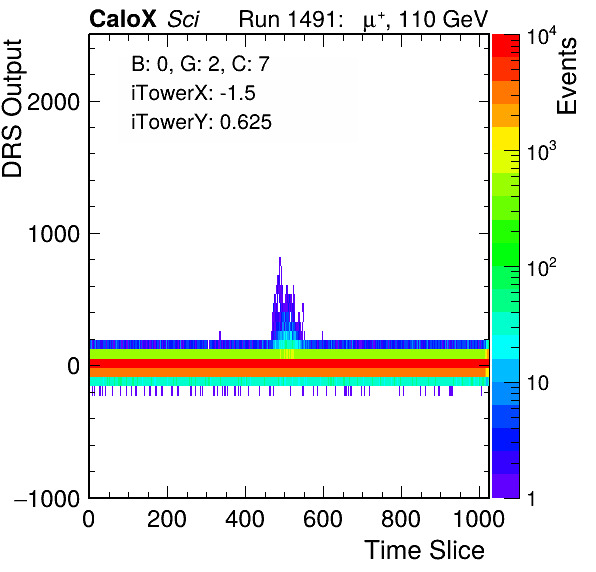 CaloX Sci Run 1491: μ⁺, 110 GeV
B: 0, G: 2, C: 7
iTowerX: -1.5
iTowerY: 0.625
DRS Output
2000
1000
0
−1000
0 200 400 600 800 1000
Time Slice
Events
10⁴
10³
10²
10
1